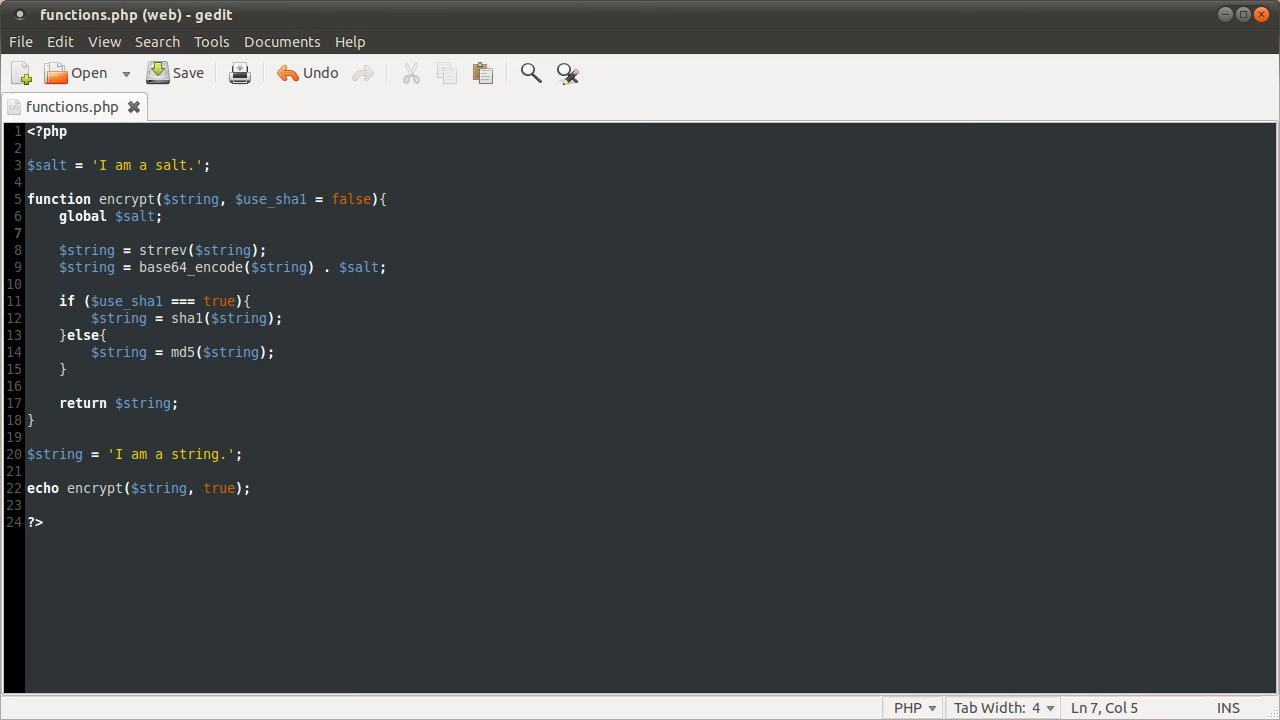 functions.php (web) - gedit
File Edit View Search Tools Documents Help
Open Save Undo
functions.php
1 <?php
2
3 $salt = 'I am a salt.';
4
5 function encrypt($string, $use_sha1 = false){
6     global $salt;
7
8     $string = strrev($string);
9     $string = base64_encode($string) . $salt;
10
11     if ($use_sha1 === true){
12         $string = sha1($string);
13     }else{
14         $string = md5($string);
15     }
16
17     return $string;
18 }
19
20 $string = 'I am a string.';
21
22 echo encrypt($string, true);
23
24 ?>
PHP Tab Width: 4 Ln 7, Col 5 INS